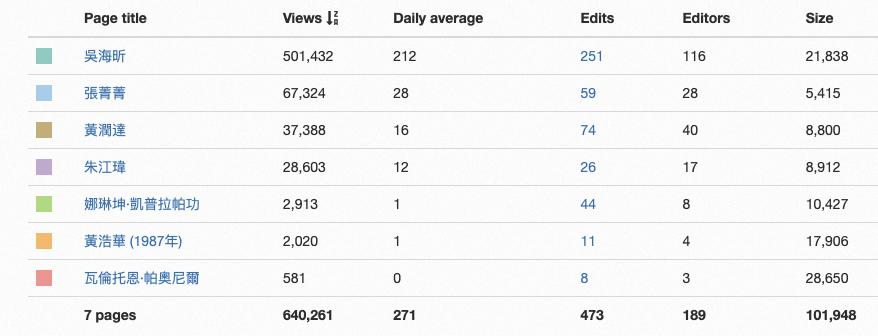 Page title Views Daily average Edits Editors Size
吳海昕 501,432 212 251 116 21,838
張菁菁 67,324 28 59 28 5,415
黃潤達 37,388 16 74 40 8,800
朱江瑋 28,603 12 26 17 8,912
娜琳坤·凱普拉帕功 2,913 1 44 8 10,427
黃浩華 (1987年) 2,020 1 11 4 17,906
瓦倫托恩·帕奧尼爾 581 0 8 3 28,650
7 pages 640,261 271 473 189 101,948